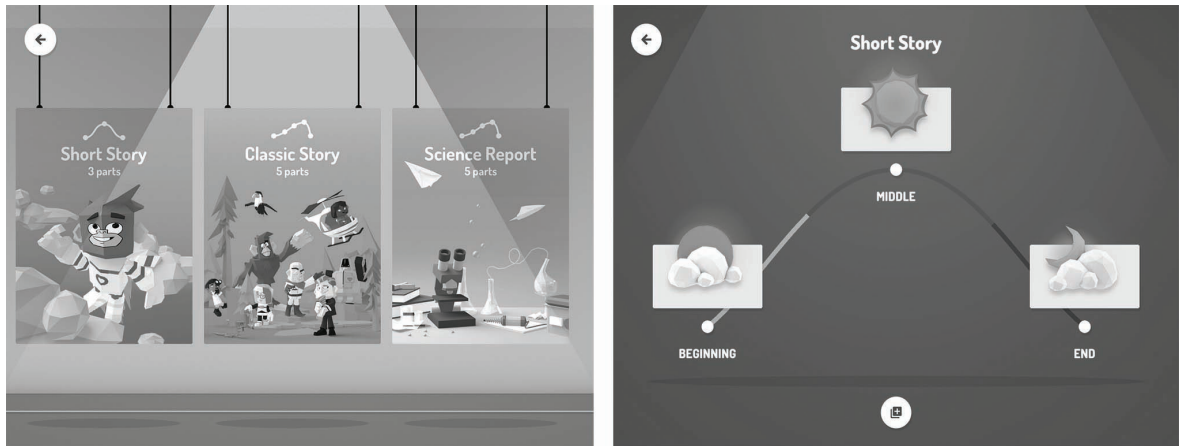 Short Story
3 parts
Classic Story
5 parts
Science Report
5 parts
Short Story
MIDDLE
BEGINNING
END